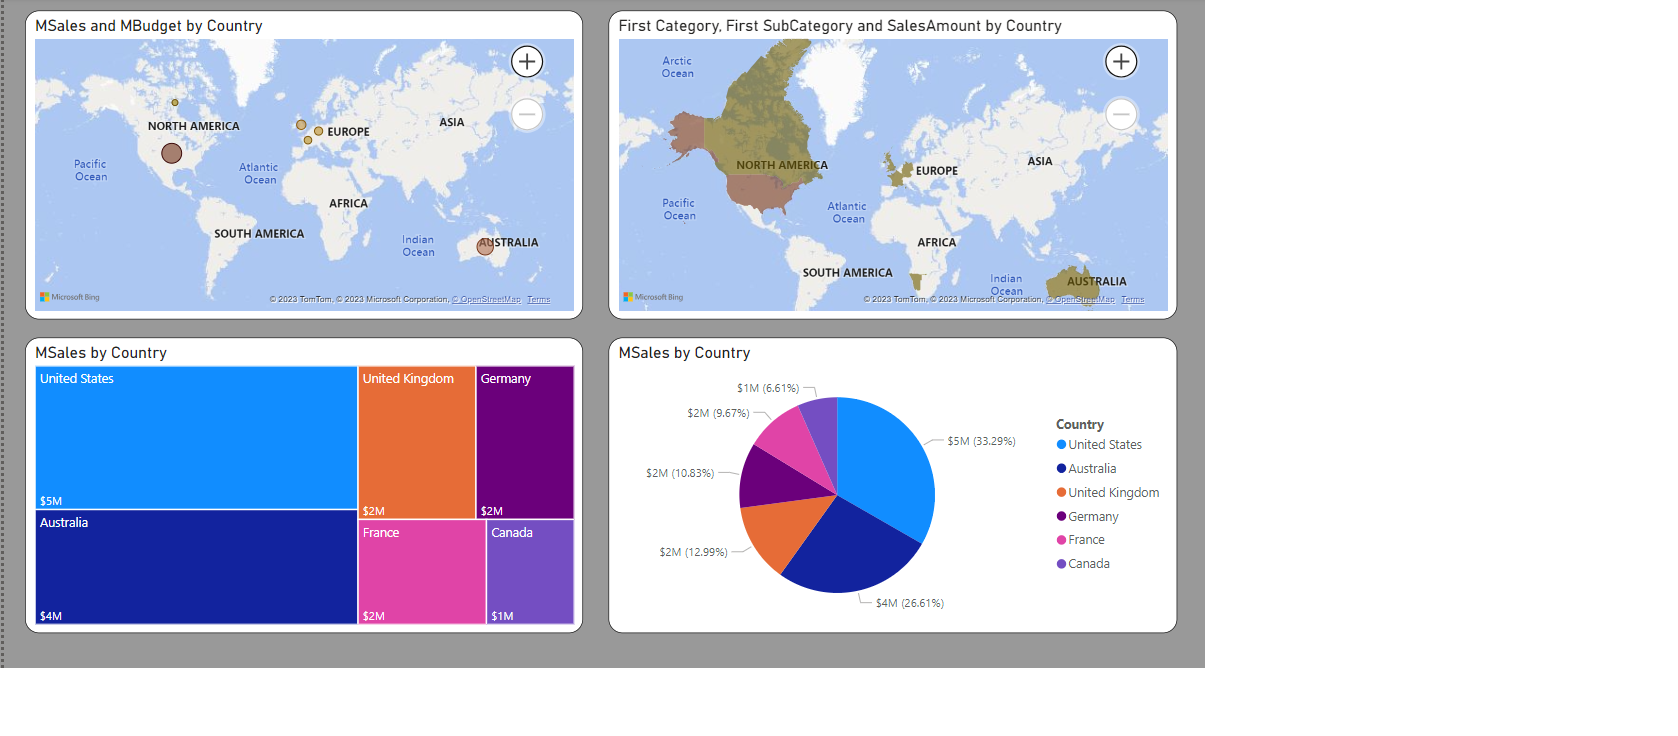 MSales and MBudget by Country
NORTH AMERICA
EUROPE
ASIA
Pacific
Ocean
Atlantic
Ocean
AFRICA
SOUTH AMERICA
Indian
Ocean
AUSTRALIA
Microsoft Bing
© 2023 TomTom, © 2023 Microsoft Corporation, © OpenStreetMap Terms
First Category, First SubCategory and SalesAmount by Country
Arctic
Ocean
NORTH AMERICA
EUROPE
ASIA
Pacific
Ocean
Atlantic
Ocean
AFRICA
SOUTH AMERICA
Indian
Ocean
AUSTRALIA
Microsoft Bing
© 2023 TomTom, © 2023 Microsoft Corporation, © OpenStreetMap Terms
MSales by Country
United States
$5M
Australia
$4M
United Kingdom
$2M
Germany
$2M
France
$2M
Canada
$1M
MSales by Country
$1M (6.61%)
$2M (9.67%)
$2M (10.83%)
$2M (12.99%)
$5M (33.29%)
$4M (26.61%)
Country
United States
Australia
United Kingdom
Germany
France
Canada